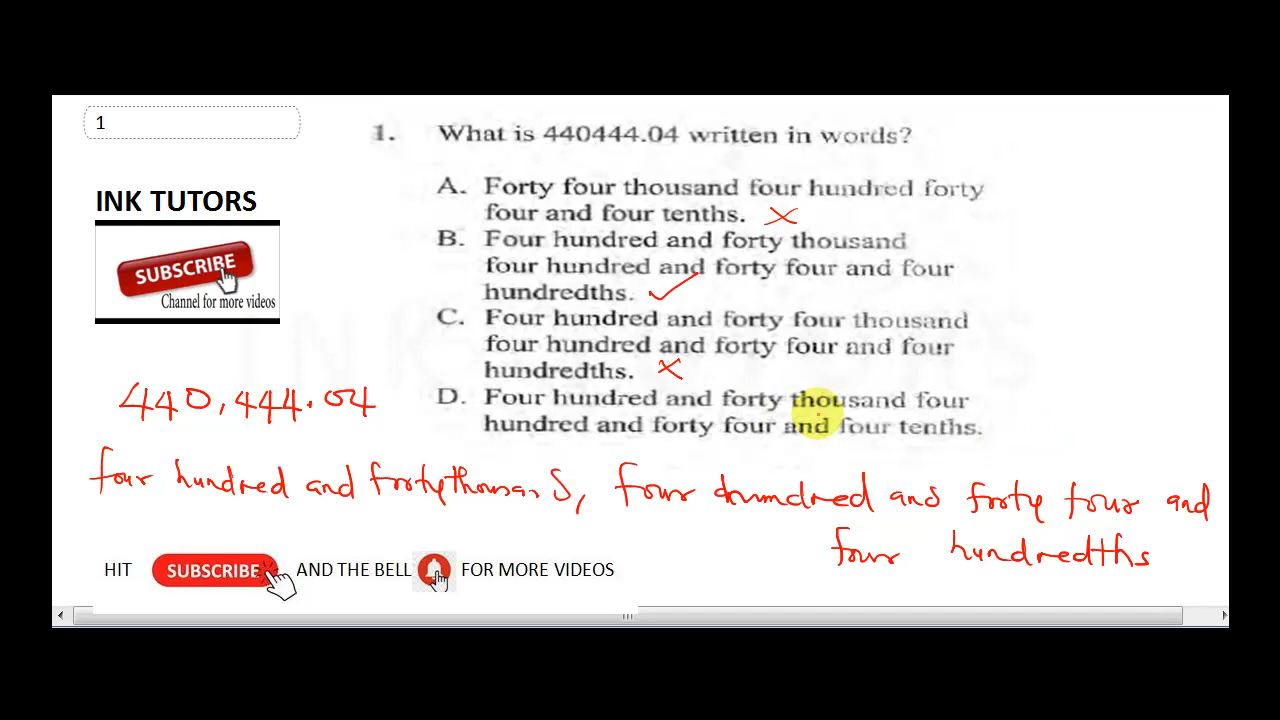 1
1. What is 440444.04 written in words?
INK TUTORS
SUBSCRIBE
Channel for more videos
A. Forty four thousand four hundred forty
four and four tenths.
B. Four hundred and forty thousand
four hundred and forty four and four
hundredths.
C. Four hundred and forty four thousand
four hundred and forty four and four
hundredths.
D. Four hundred and forty thousand four
hundred and forty four and four tenths.
440,444.04
four hundred and forty four hundred and forty four and
four hundredths
HIT SUBSCRIBE AND THE BELL FOR MORE VIDEOS